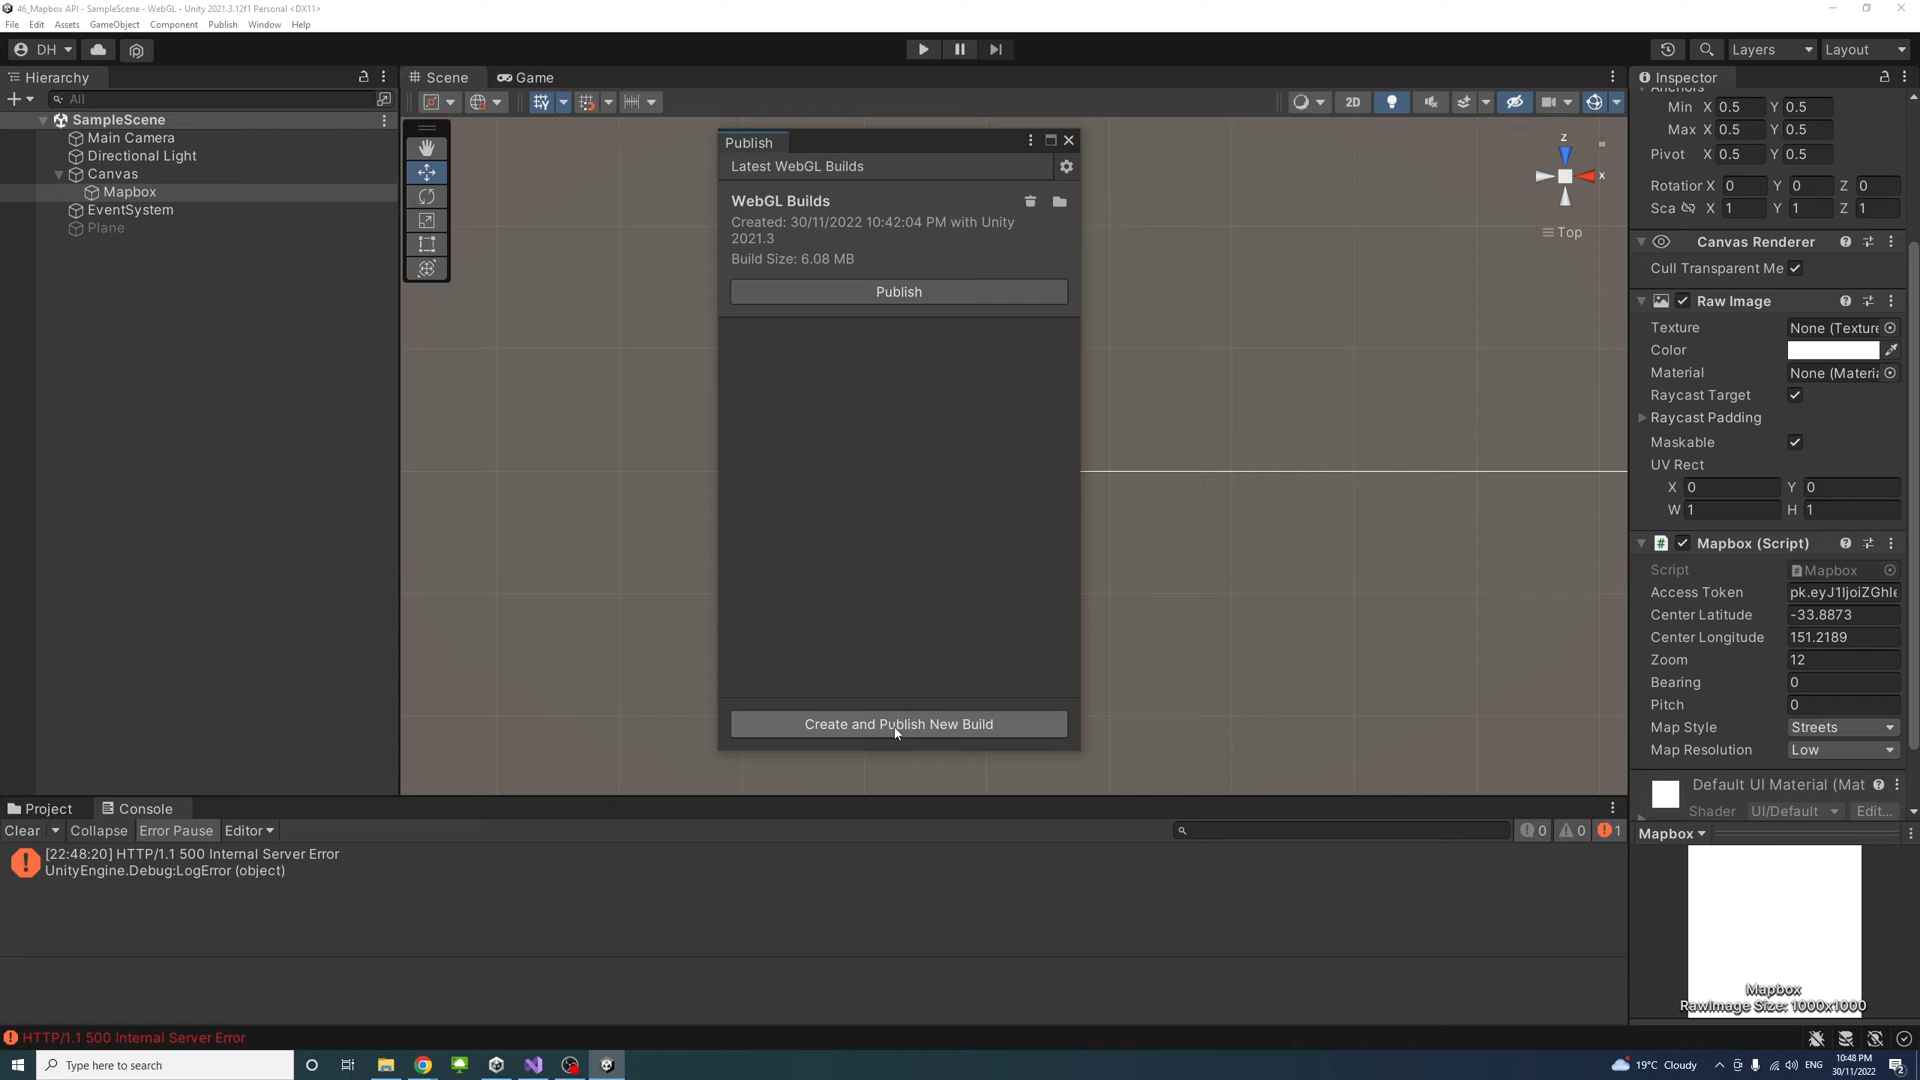 46_Mapbox API - SampleScene - WebGL - Unity 2021.3.12f1 Personal <DX11>
File Edit Assets GameObject Component Publish Window Help
DH
Layers
Layout
Hierarchy
Scene
Game
Inspector
All
2D
SampleScene
Main Camera
Directional Light
Canvas
Mapbox
EventSystem
Plane
Z
X
Top
Publish
Latest WebGL Builds
WebGL Builds
Created: 30/11/2022 10:42:04 PM with Unity
2021.3
Build Size: 6.08 MB
Publish
Create and Publish New Build
Anchors
Min X 0.5 Y 0.5
Max X 0.5 Y 0.5
Pivot X 0.5 Y 0.5
Rotatior X 0 Y 0 Z 0
Sca X 1 Y 1 Z 1
Canvas Renderer
Cull Transparent Me
Raw Image
Texture None (Texture
Color
Material None (Materia
Raycast Target
Raycast Padding
Maskable
UV Rect
X 0 Y 0
W 1 H 1
Mapbox (Script)
Script Mapbox
Access Token pk.eyJ1IjoiZGhle
Center Latitude -33.8873
Center Longitude 151.2189
Zoom 12
Bearing 0
Pitch 0
Map Style Streets
Map Resolution Low
Default UI Material (Mat
Shader UI/Default Edit...
Mapbox
Mapbox
RawImage Size: 1000x1000
Project
Console
Clear Collapse Error Pause Editor
0 0 1
[22:48:20] HTTP/1.1 500 Internal Server Error
UnityEngine.Debug:LogError (object)
HTTP/1.1 500 Internal Server Error
Type here to search
19°C Cloudy
ENG
10:48 PM
30/11/2022
2